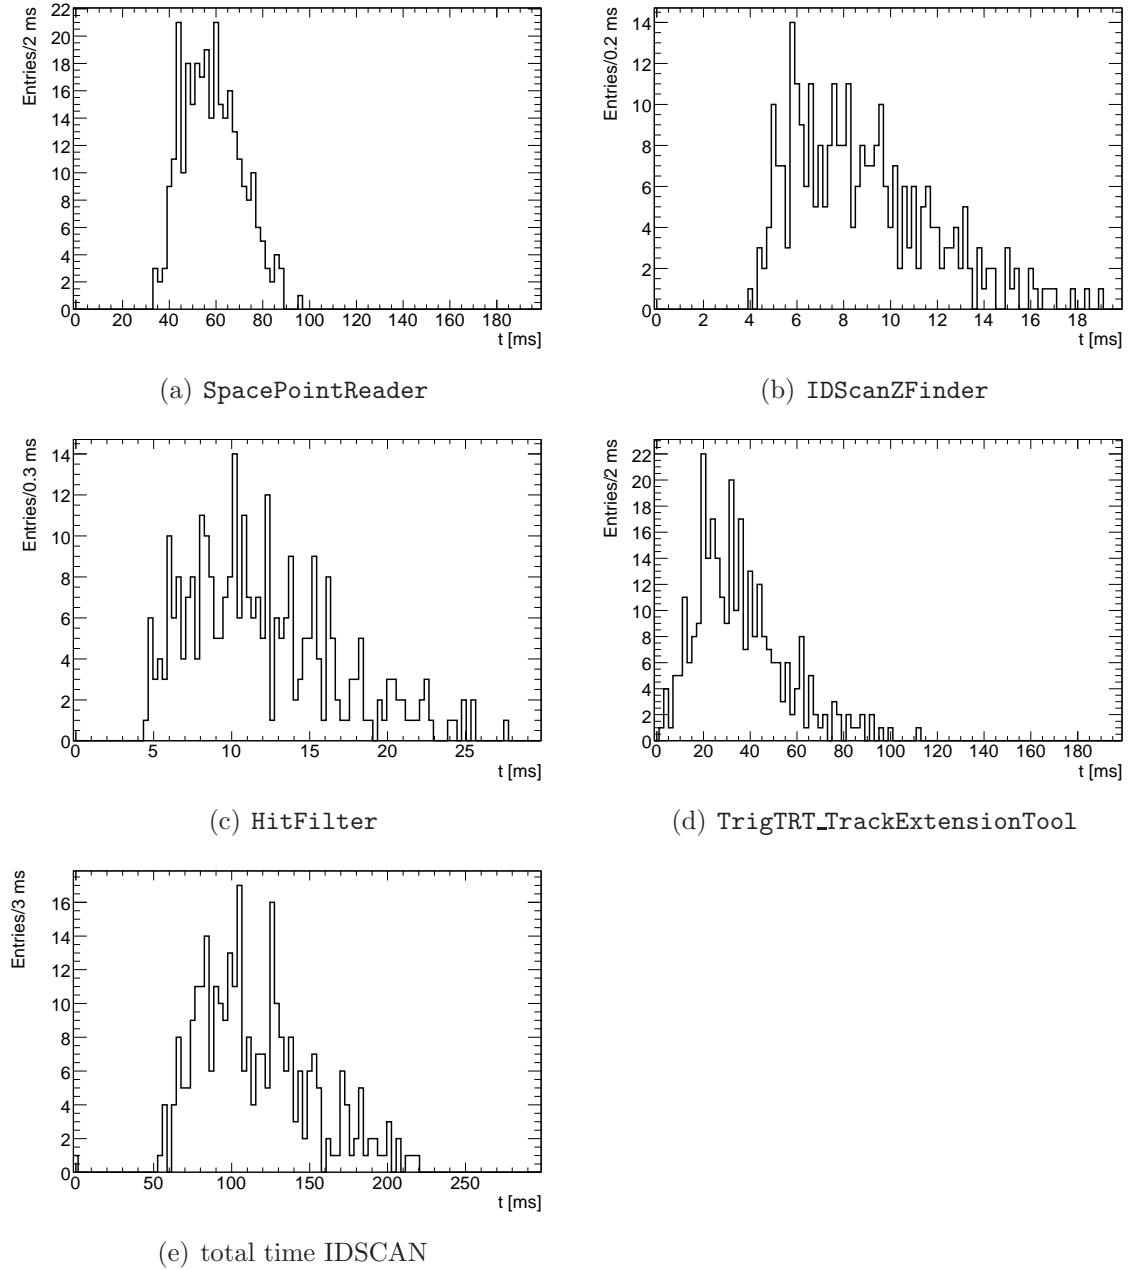 Entries/2 ms
22
20
18
16
14
12
10
8
6
4
2
0
0 20 40 60 80 100 120 140 160 180
t [ms]
(a) SpacePointReader
Entries/0.2 ms
14
12
10
8
6
4
2
0
0 2 4 6 8 10 12 14 16 18
t [ms]
(b) IDScanZFinder
Entries/0.3 ms
14
12
10
8
6
4
2
0
0 5 10 15 20 25
t [ms]
(c) HitFilter
Entries/2 ms
22
20
18
16
14
12
10
8
6
4
2
0
0 20 40 60 80 100 120 140 160 180
t [ms]
(d) TrigTRT_TrackExtensionTool
Entries/3 ms
16
14
12
10
8
6
4
2
0
0 50 100 150 200 250
t [ms]
(e) total time IDSCAN